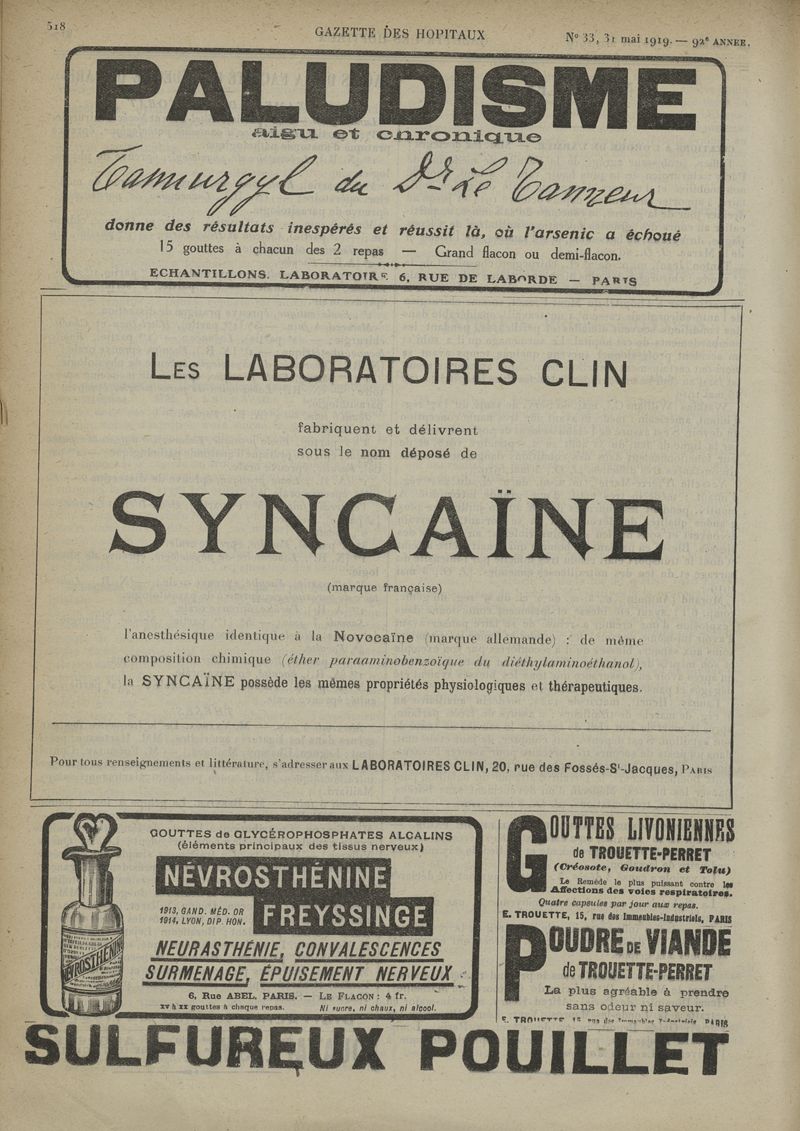 518
GAZETTE DES HOPITAUX
N° 33, 31 mai 1919. — 92e ANNEE.
PALUDISME
aigu et chronique
Tannurgyl du Dr Le Tanneur
donne des résultats inespérés et réussit là, où l'arsenic a échoué
15 gouttes à chacun des 2 repas — Grand flacon ou demi-flacon.
ECHANTILLONS. LABORATOIRE 6, RUE DE LABORDE — PARIS
LES LABORATOIRES CLIN
fabriquent et délivrent
sous le nom déposé de
SYNCAÏNE
(marque française)
l'anesthésique identique à la Novocaïne (marque allemande) : de même
composition chimique (éther paraaminobenzoïque du diéthylaminoéthanol),
la SYNCAÏNE possède les mêmes propriétés physiologiques et thérapeutiques.
Pour tous renseignements et littérature, s'adresser aux LABORATOIRES CLIN, 20, rue des Fossés-St-Jacques, PARIS
NÉVROSTHÉNINE
GOUTTES de GLYCÉROPHOSPHATES ALCALINS
(éléments principaux des tissus nerveux)
NÉVROSTHÉNINE
1913, GAND. MÉD. OR
1914, LYON, DIP. HON.
FREYSSINGE
NEURASTHÉNIE, CONVALESCENCES
SURMENAGE, ÉPUISEMENT NERVEUX
6, Rue ABEL, PARIS. — LE FLACON : 4 fr.
XV à XX gouttes à chaque repas. Ni sucre, ni chaux, ni alcool.
GOUTTES LIVONIENNES
de TROUETTE-PERRET
(Créosote, Goudron et Tolu)
Le Remède le plus puissant contre les
Affections des voies respiratoires.
Quatre capsules par jour aux repas.
E. TROUETTE, 15, rue des Immeubles-Industriels, PARIS
POUDRE DE VIANDE
de TROUETTE-PERRET
La plus agréable à prendre
sans odeur ni saveur.
E. TROUETTE, 15, rue des Immeubles-Industriels, PARIS
SULFUREUX POUILLET